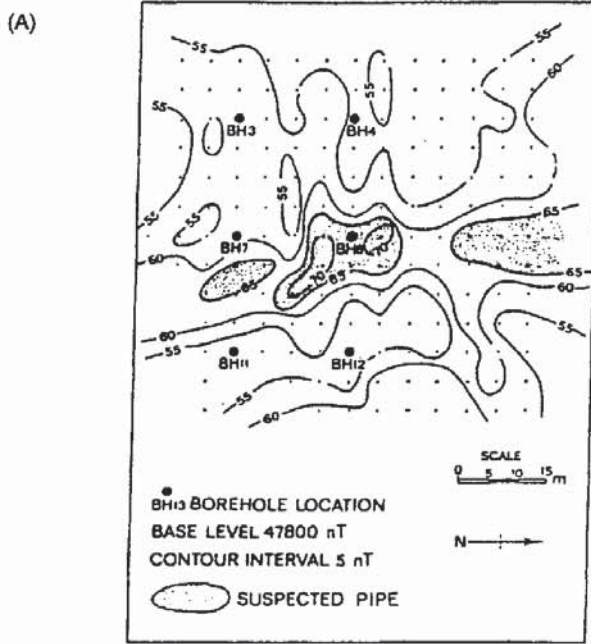 (A)
55
55
60
55
55
BH3
BH4
55
55
55
65
60
BH7
BH8
70
65
70
65
65
60
60
55
55
BH11
BH12
55
60
SCALE
0 5 10 15 m
BH13 BOREHOLE LOCATION
BASE LEVEL 47800 nT
CONTOUR INTERVAL 5 nT
N
SUSPECTED PIPE